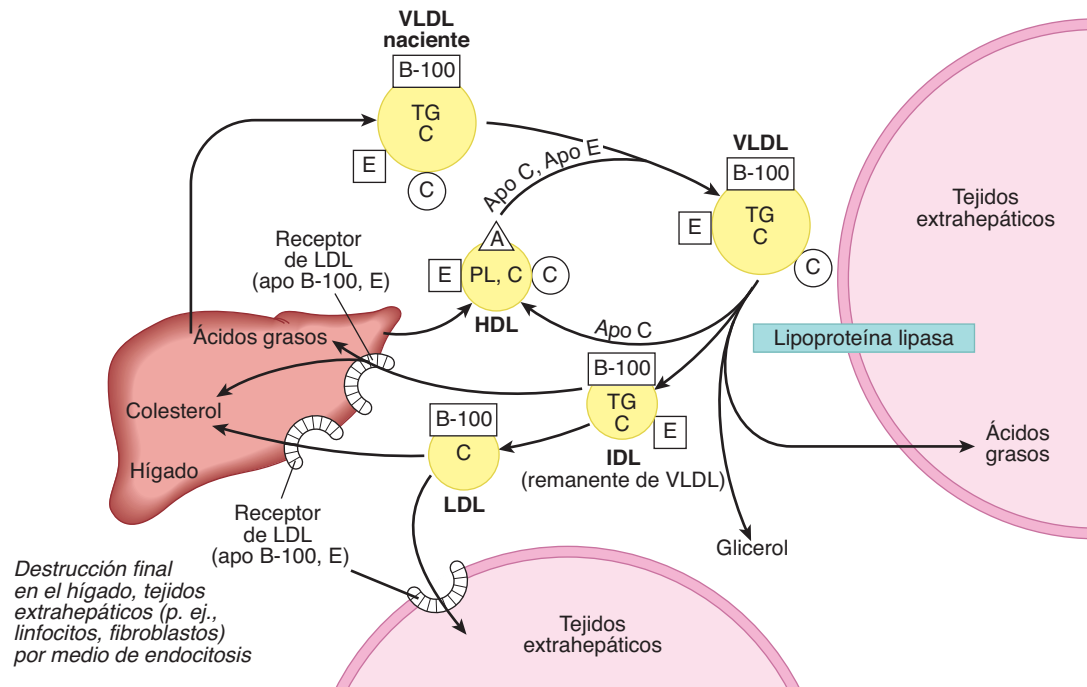 VLDL
naciente
B-100
TG
C
E
C
Apo C, Apo E
VLDL
B-100
TG
C
E
C
Tejidos
extrahepáticos
Receptor
de LDL
(apo B-100, E)
A
E
PL, C
C
HDL
Ácidos grasos
Apo C
Lipoproteína lipasa
B-100
TG
C
E
IDL
(remanente de VLDL)
Colesterol
B-100
C
LDL
Hígado
Ácidos
grasos
Receptor
de LDL
(apo B-100, E)
Glicerol
Destrucción final
en el hígado, tejidos
extrahepáticos (p. ej.,
linfocitos, fibroblastos)
por medio de endocitosis
Tejidos
extrahepáticos